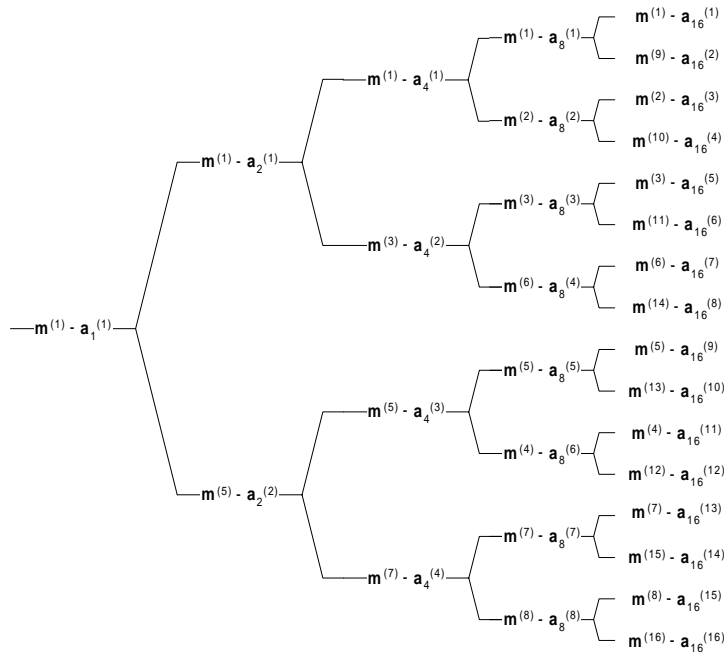 m⁽¹⁾ - a₁⁽¹⁾
m⁽¹⁾ - a₂⁽¹⁾
m⁽⁵⁾ - a₂⁽²⁾
m⁽¹⁾ - a₄⁽¹⁾
m⁽³⁾ - a₄⁽²⁾
m⁽⁵⁾ - a₄⁽³⁾
m⁽⁷⁾ - a₄⁽⁴⁾
m⁽¹⁾ - a₈⁽¹⁾
m⁽²⁾ - a₈⁽²⁾
m⁽³⁾ - a₈⁽³⁾
m⁽⁶⁾ - a₈⁽⁴⁾
m⁽⁵⁾ - a₈⁽⁵⁾
m⁽⁴⁾ - a₈⁽⁶⁾
m⁽⁷⁾ - a₈⁽⁷⁾
m⁽⁸⁾ - a₈⁽⁸⁾
m⁽¹⁾ - a₁₆⁽¹⁾
m⁽⁹⁾ - a₁₆⁽²⁾
m⁽²⁾ - a₁₆⁽³⁾
m⁽¹⁰⁾ - a₁₆⁽⁴⁾
m⁽³⁾ - a₁₆⁽⁵⁾
m⁽¹¹⁾ - a₁₆⁽⁶⁾
m⁽⁶⁾ - a₁₆⁽⁷⁾
m⁽¹⁴⁾ - a₁₆⁽⁸⁾
m⁽⁵⁾ - a₁₆⁽⁹⁾
m⁽¹³⁾ - a₁₆⁽¹⁰⁾
m⁽⁴⁾ - a₁₆⁽¹¹⁾
m⁽¹²⁾ - a₁₆⁽¹²⁾
m⁽⁷⁾ - a₁₆⁽¹³⁾
m⁽¹⁵⁾ - a₁₆⁽¹⁴⁾
m⁽⁸⁾ - a₁₆⁽¹⁵⁾
m⁽¹⁶⁾ - a₁₆⁽¹⁶⁾